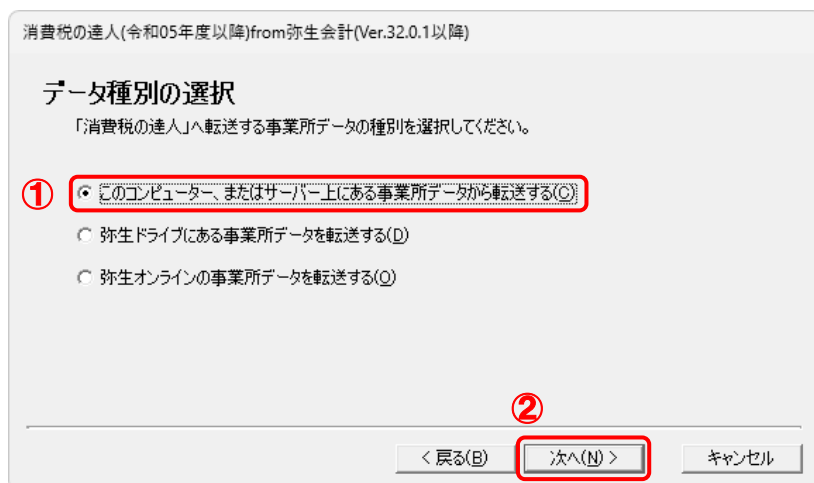 消費税の達人(令和05年度以降)from弥生会計(Ver.32.0.1以降)
データ種別の選択
「消費税の達人」へ転送する事業所データの種別を選択してください。
① このコンピューター、またはサーバー上にある事業所データから転送する(C)
弥生ドライブにある事業所データを転送する(D)
弥生オンラインの事業所データを転送する(O)
②
< 戻る(B) 次へ(N) > キャンセル